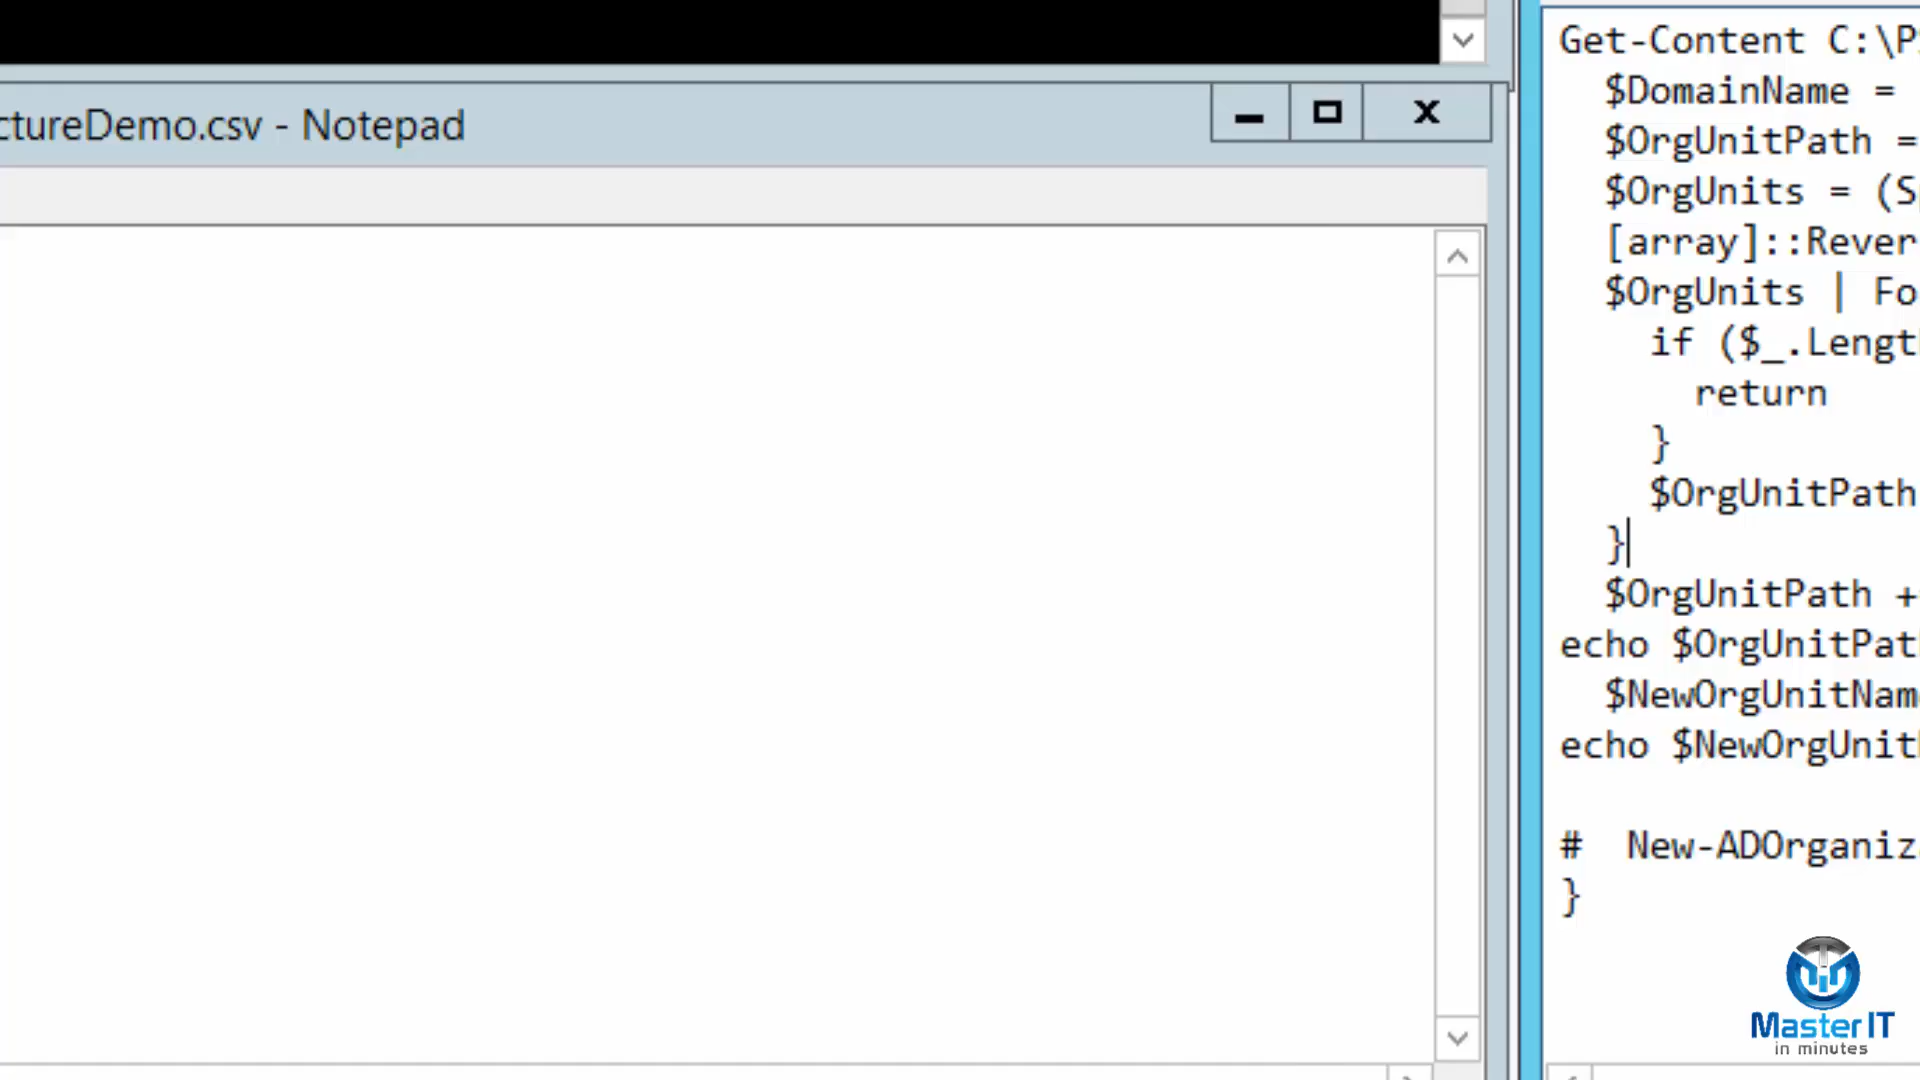 ctureDemo.csv - Notepad
Get-Content C:\P
$DomainName =
$OrgUnitPath =
$OrgUnits = (S
[array]::Rever
$OrgUnits | Fo
if ($_.Lengt
return
}
$OrgUnitPath
}
$OrgUnitPath +
echo $OrgUnitPat
$NewOrgUnitNam
echo $NewOrgUnit
# New-ADOrganiz
}
Master IT
in minutes